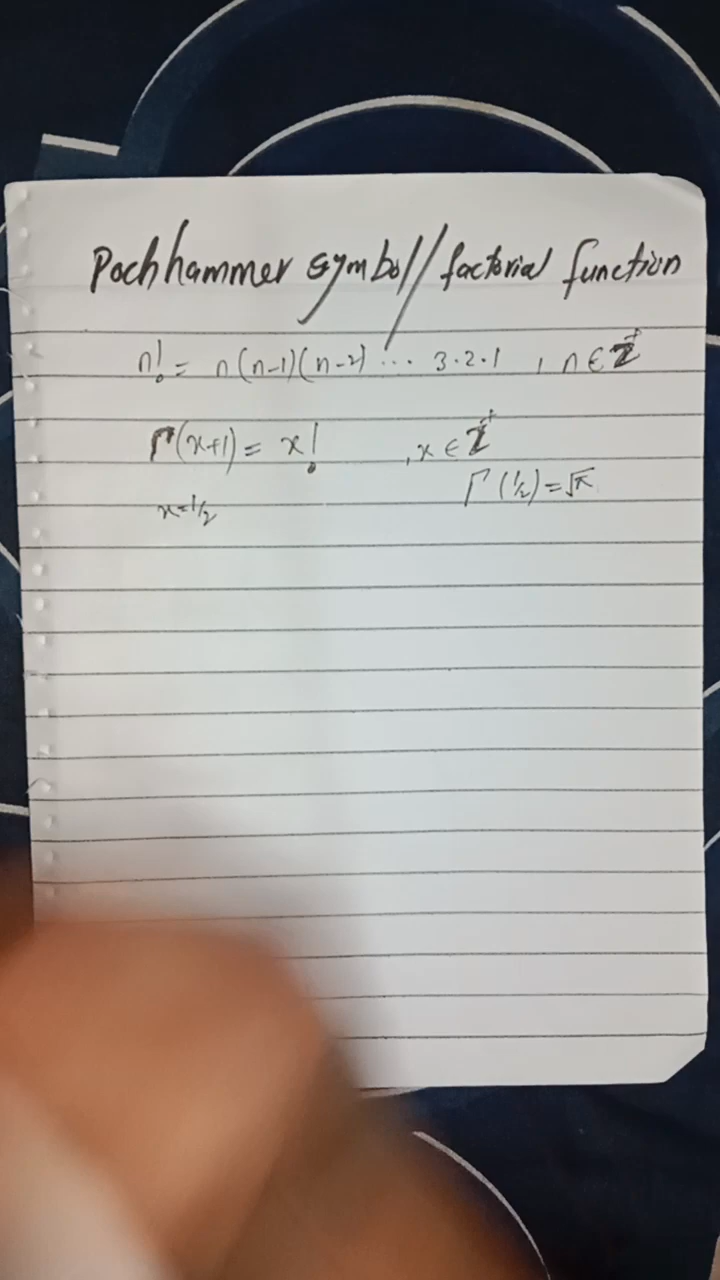 Pochhammer symbol // factorial function
n! = n(n-1)(n-2) ... 3·2·1 , n ∈ Z⁺
Γ(x+1) = x! , x ∈ Z⁺
Γ(1/2) = √π
x = 1/2